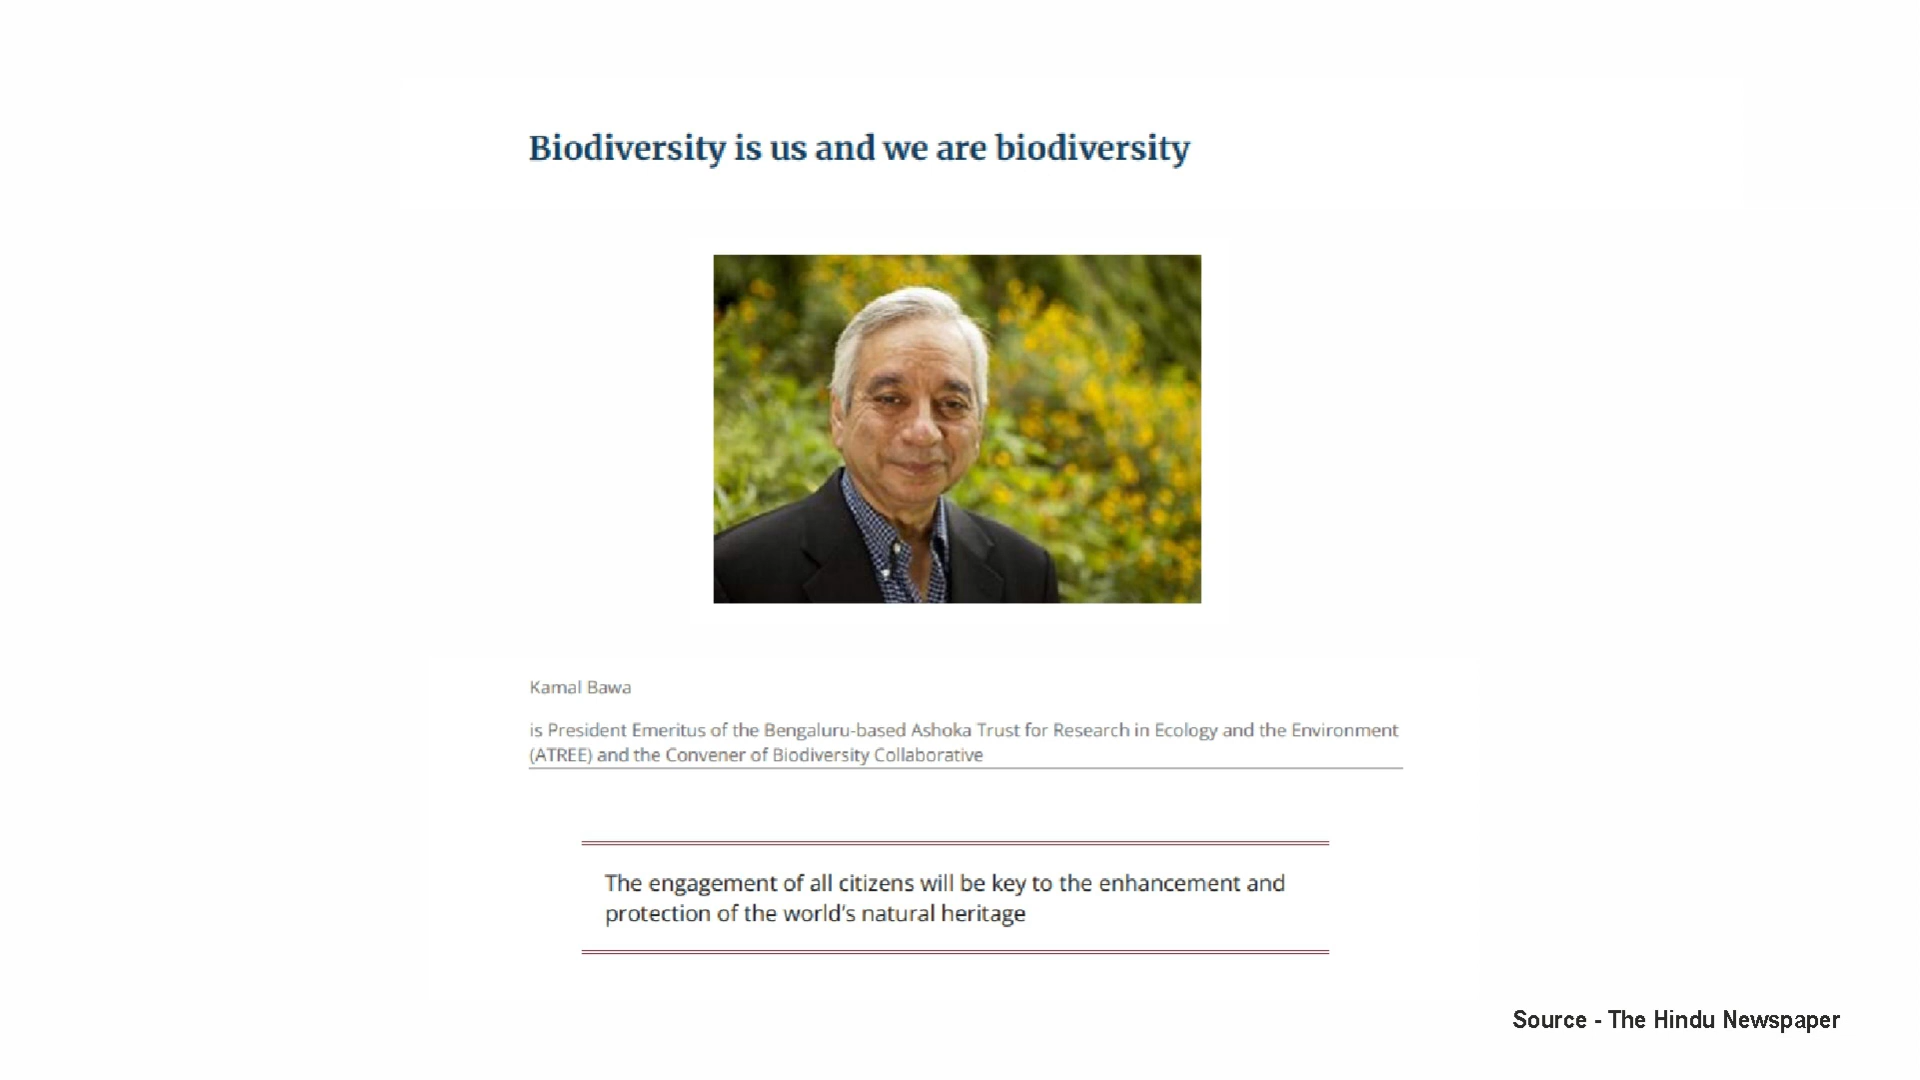 Biodiversity is us and we are biodiversity
Kamal Bawa
is President Emeritus of the Bengaluru-based Ashoka Trust for Research in Ecology and the Environment
(ATREE) and the Convener of Biodiversity Collaborative
The engagement of all citizens will be key to the enhancement and
protection of the world's natural heritage
Source - The Hindu Newspaper